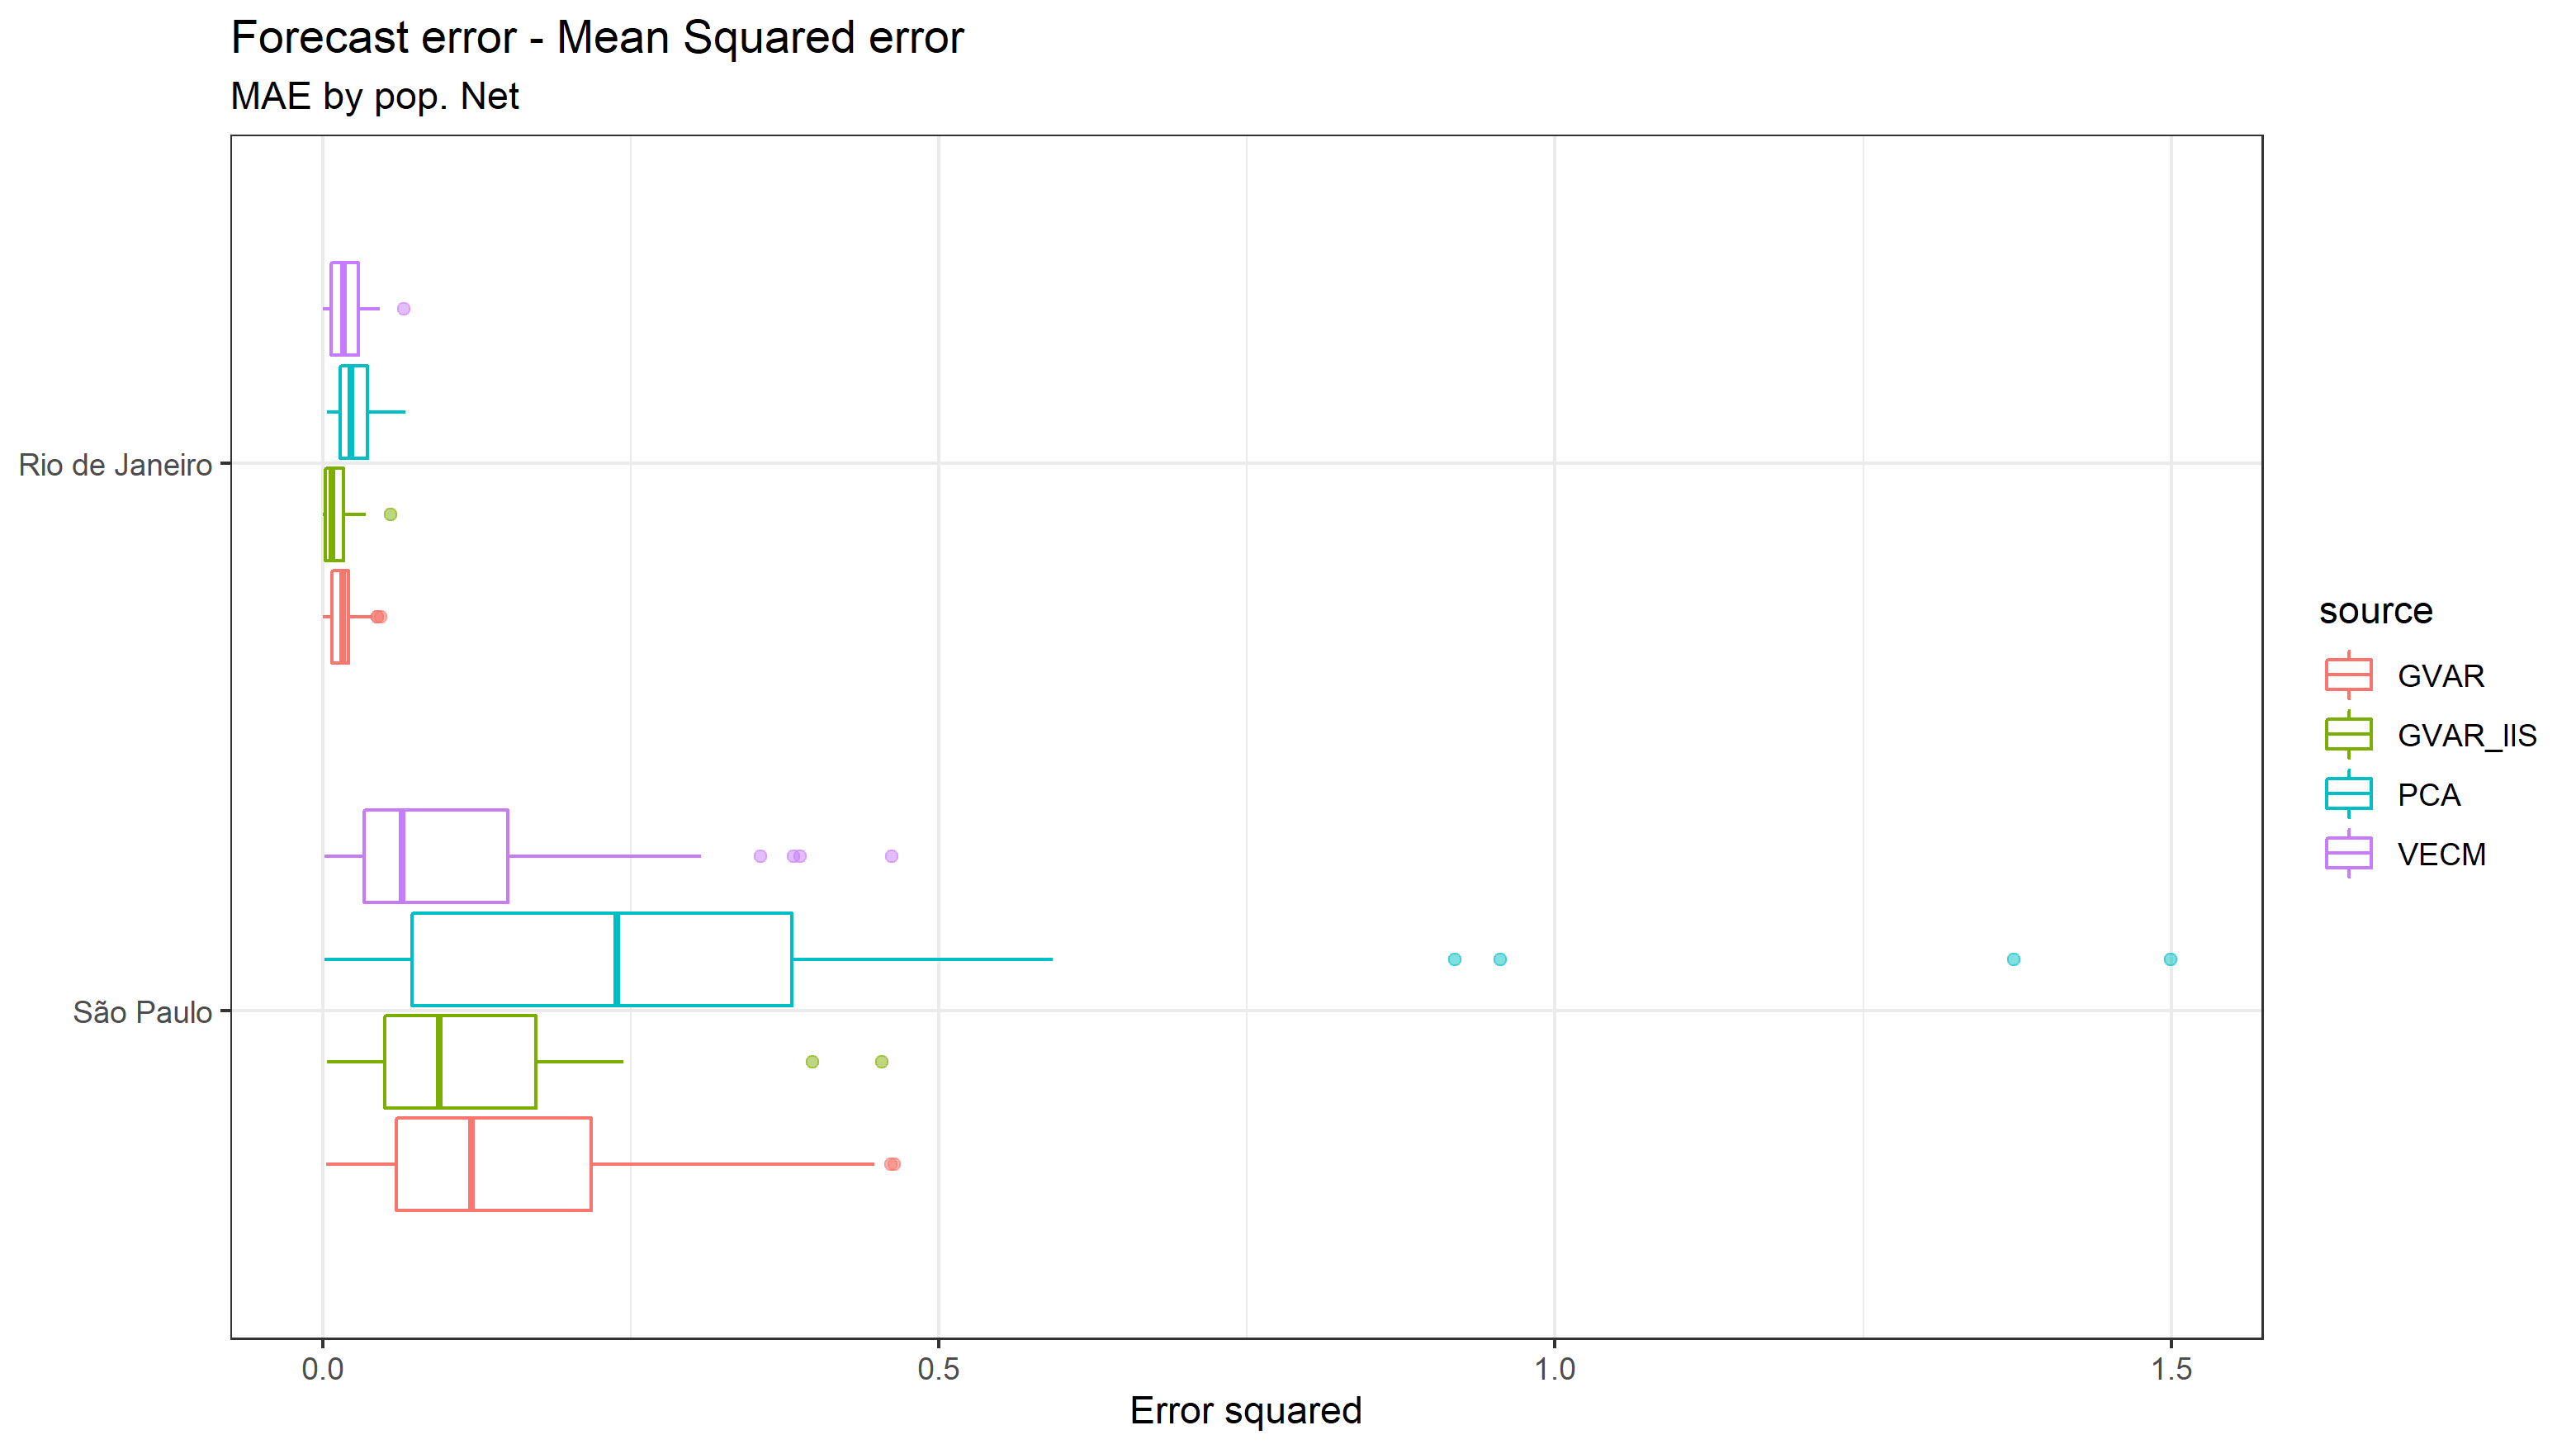 Forecast error - Mean Squared error
MAE by pop. Net
Rio de Janeiro
São Paulo
0.0
0.5
1.0
1.5
Error squared
source
GVAR
GVAR_IIS
PCA
VECM